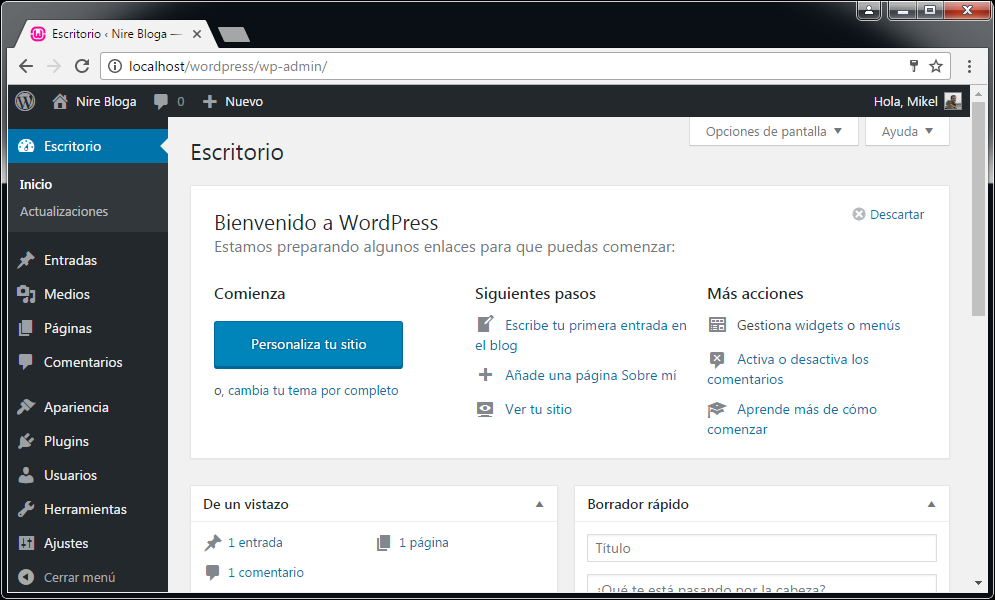 Escritorio ‹ Nire Bloga —
localhost/wordpress/wp-admin/
Nire Bloga
0
Nuevo
Hola, Mikel
Escritorio
Inicio
Actualizaciones
Entradas
Medios
Páginas
Comentarios
Apariencia
Plugins
Usuarios
Herramientas
Ajustes
Cerrar menú
Opciones de pantalla
Ayuda
Escritorio
Bienvenido a WordPress
Descartar
Estamos preparando algunos enlaces para que puedas comenzar:
Comienza
Personaliza tu sitio
o, cambia tu tema por completo
Siguientes pasos
Escribe tu primera entrada en
el blog
Añade una página Sobre mí
Ver tu sitio
Más acciones
Gestiona widgets o menús
Activa o desactiva los
comentarios
Aprende más de cómo
comenzar
De un vistazo
1 entrada
1 página
1 comentario
Borrador rápido
Título
¿Qué te está pasando por la cabeza?